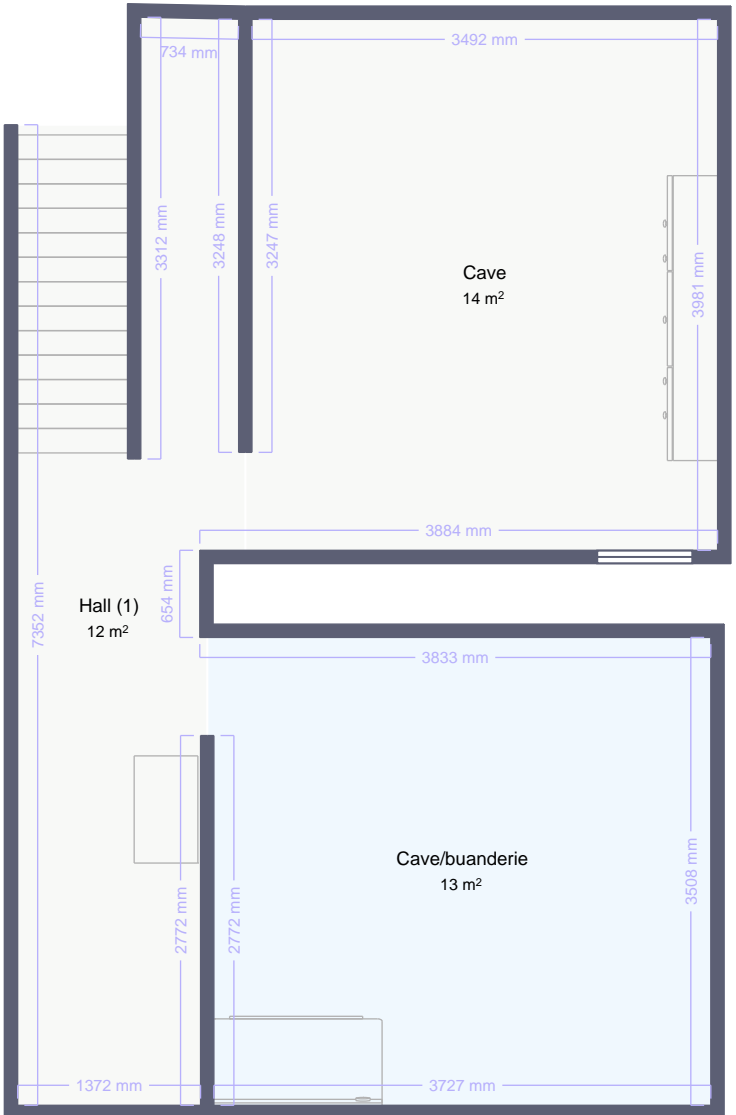 3492 mm
734 mm
3312 mm
3248 mm
3247 mm
3981 mm
Cave
14 m²
3884 mm
654 mm
7352 mm
Hall (1)
12 m²
3833 mm
Cave/buanderie
13 m²
3508 mm
2772 mm
2772 mm
1372 mm
3727 mm